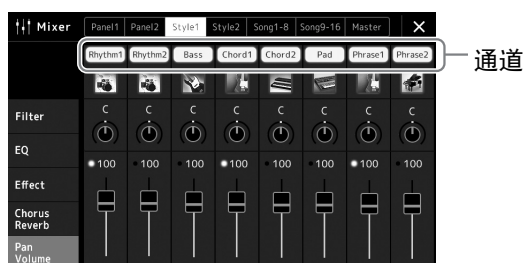 Mixer Panel1 Panel2 Style1 Style2 Song1-8 Song9-16 Master
Rhythm1 Rhythm2 Bass Chord1 Chord2 Pad Phrase1 Phrase2 通道
C C C C C C C C
Filter
EQ
100 100 100 100 100 100 100 100
Effect
Chorus
Reverb
Pan
Volume